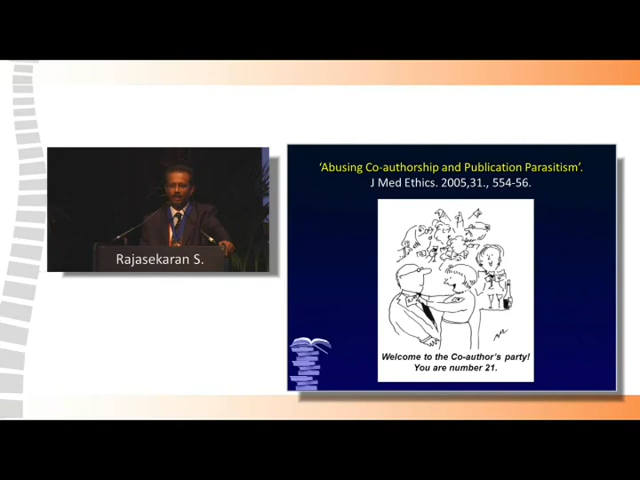 'Abusing Co-authorship and Publication Parasitism'.
J Med Ethics. 2005,31., 554-56.
Rajasekaran S.
Welcome to the Co-author's party!
You are number 21.